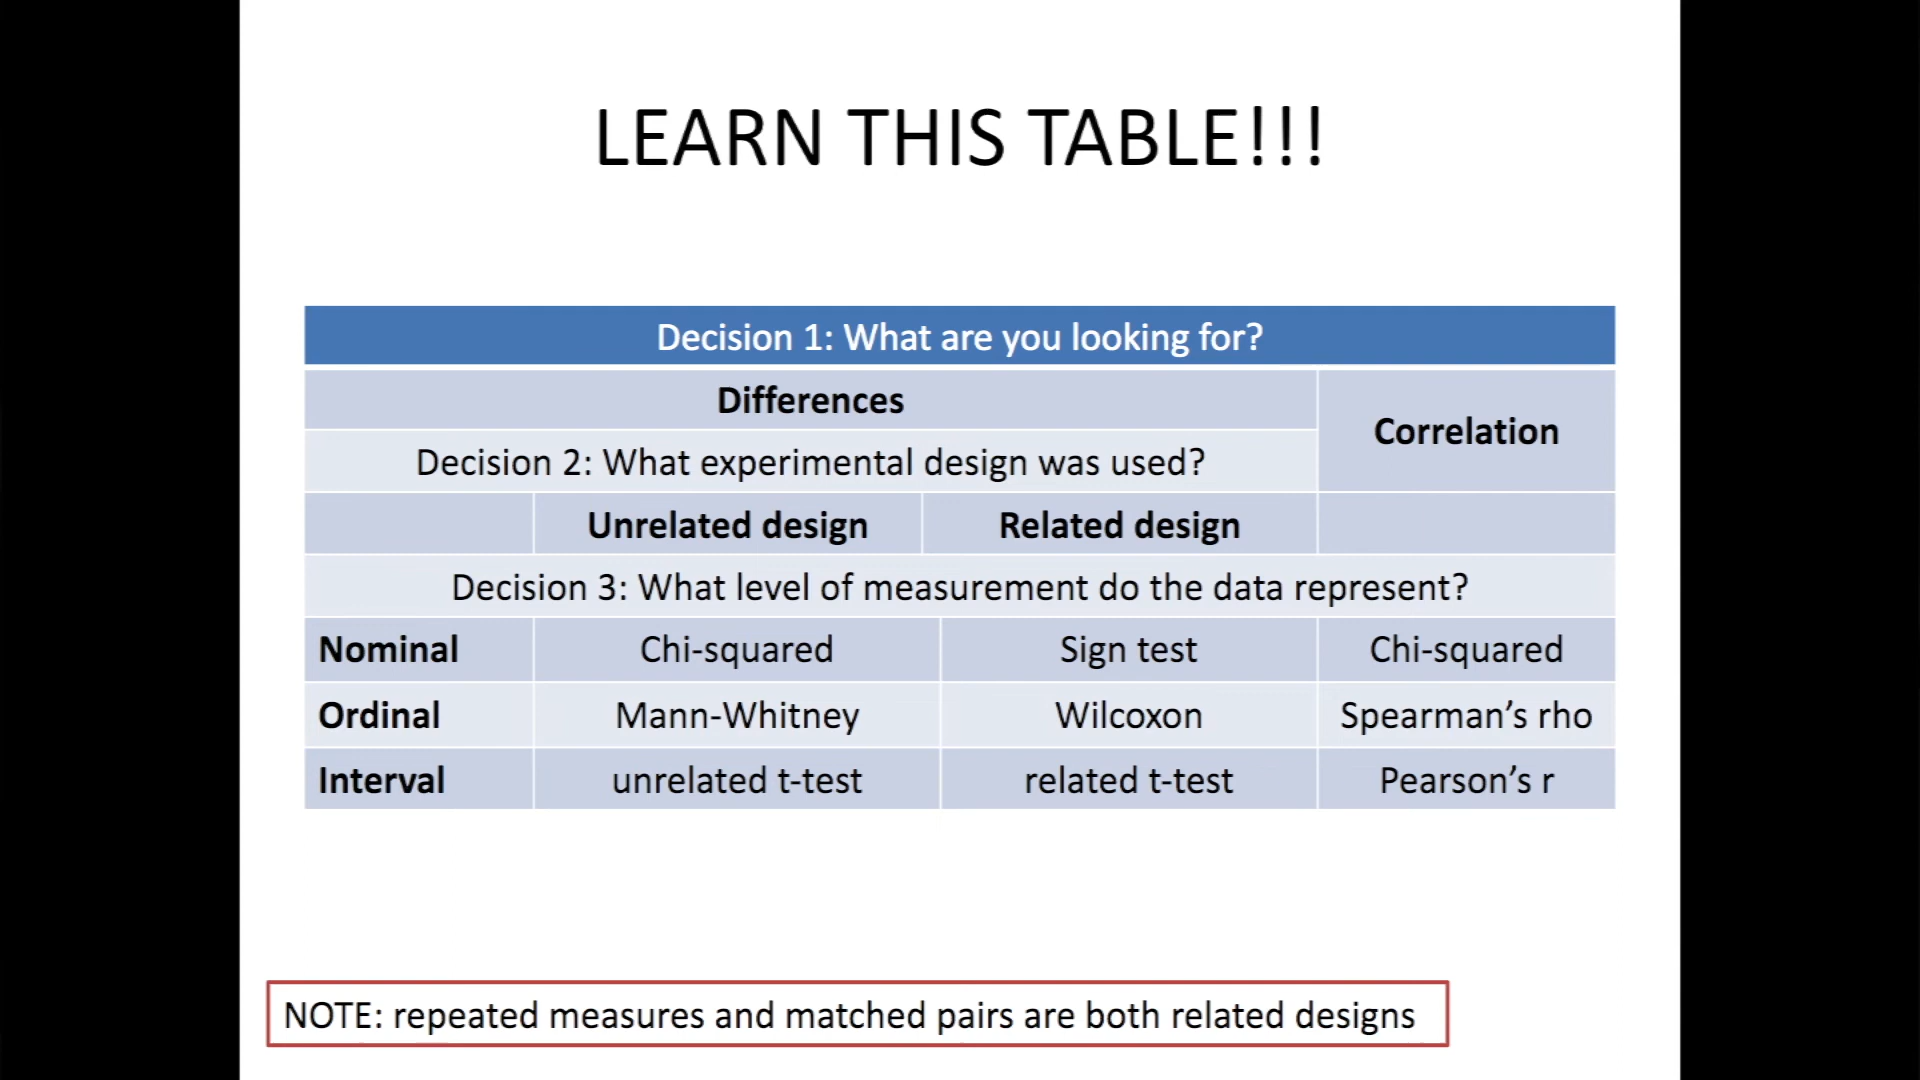 LEARN THIS TABLE!!!
Decision 1: What are you looking for?
Differences
Correlation
Decision 2: What experimental design was used?
Unrelated design
Related design
Decision 3: What level of measurement do the data represent?
Nominal
Chi-squared
Sign test
Chi-squared
Ordinal
Mann-Whitney
Wilcoxon
Spearman’s rho
Interval
unrelated t-test
related t-test
Pearson’s r
NOTE: repeated measures and matched pairs are both related designs